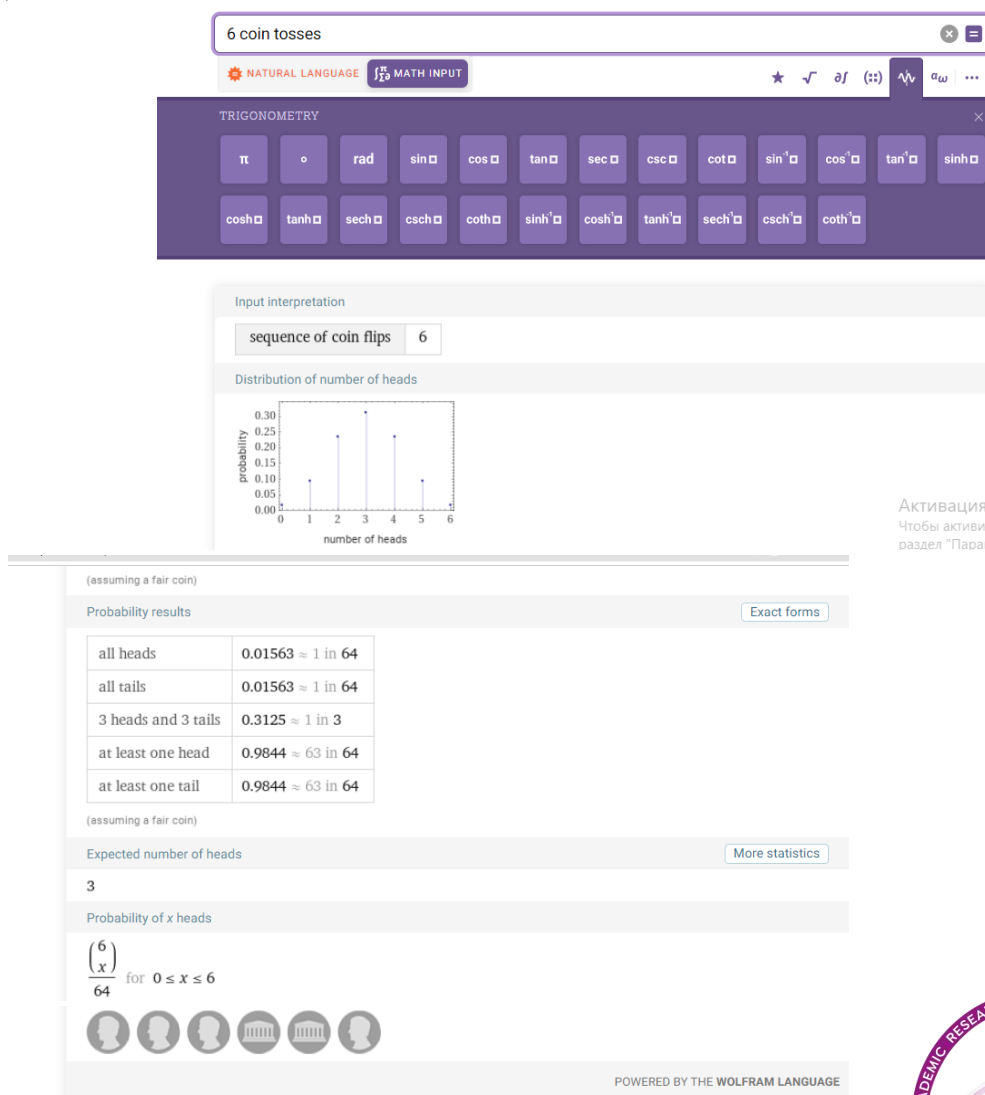 6 coin tosses
NATURAL LANGUAGE ∫Σ∂π MATH INPUT
√ ∂∫ (::) αω ...
TRIGONOMETRY
π ° rad sin□ cos□ tan□ sec□ csc□ cot□ sin⁻¹□ cos⁻¹□ tan⁻¹□ sinh□
cosh□ tanh□ sech□ csch□ coth□ sinh⁻¹□ cosh⁻¹□ tanh⁻¹□ sech⁻¹□ csch⁻¹□ coth⁻¹□
Input interpretation
sequence of coin flips 6
Distribution of number of heads
probability
0.30
0.25
0.20
0.15
0.10
0.05
0.00
0 1 2 3 4 5 6
number of heads
Активация
Чтобы активи
раздел "Пара
(assuming a fair coin)
Probability results Exact forms
all heads 0.01563 ≈ 1 in 64
all tails 0.01563 ≈ 1 in 64
3 heads and 3 tails 0.3125 ≈ 1 in 3
at least one head 0.9844 ≈ 63 in 64
at least one tail 0.9844 ≈ 63 in 64
(assuming a fair coin)
Expected number of heads More statistics
3
Probability of x heads
(6
x)
64
for 0 ≤ x ≤ 6
DEMIC RESEA
POWERED BY THE WOLFRAM LANGUAGE